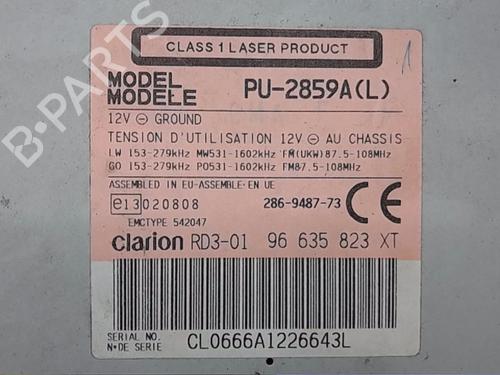 CLASS 1 LASER PRODUCT
1
MODEL
MODELE PU-2859A(L)
12V ⊖ GROUND
TENSION D'UTILISATION 12V ⊖ AU CHASSIS
LW 153-279kHz MW531-1602kHz FM(UKW)87.5-108MHz
GO 153-279kHz PO531-1602kHz FM87.5-108MHz
ASSEMBLED IN EU-ASSEMBLE·EN UE
e13 020808 286-9487-73 CE
EMCTYPE 542047
clarion RD3-01 96 635 823 XT
SERIAL NO.
N·DE SERIE CL0666A1226643L
B-PARTS